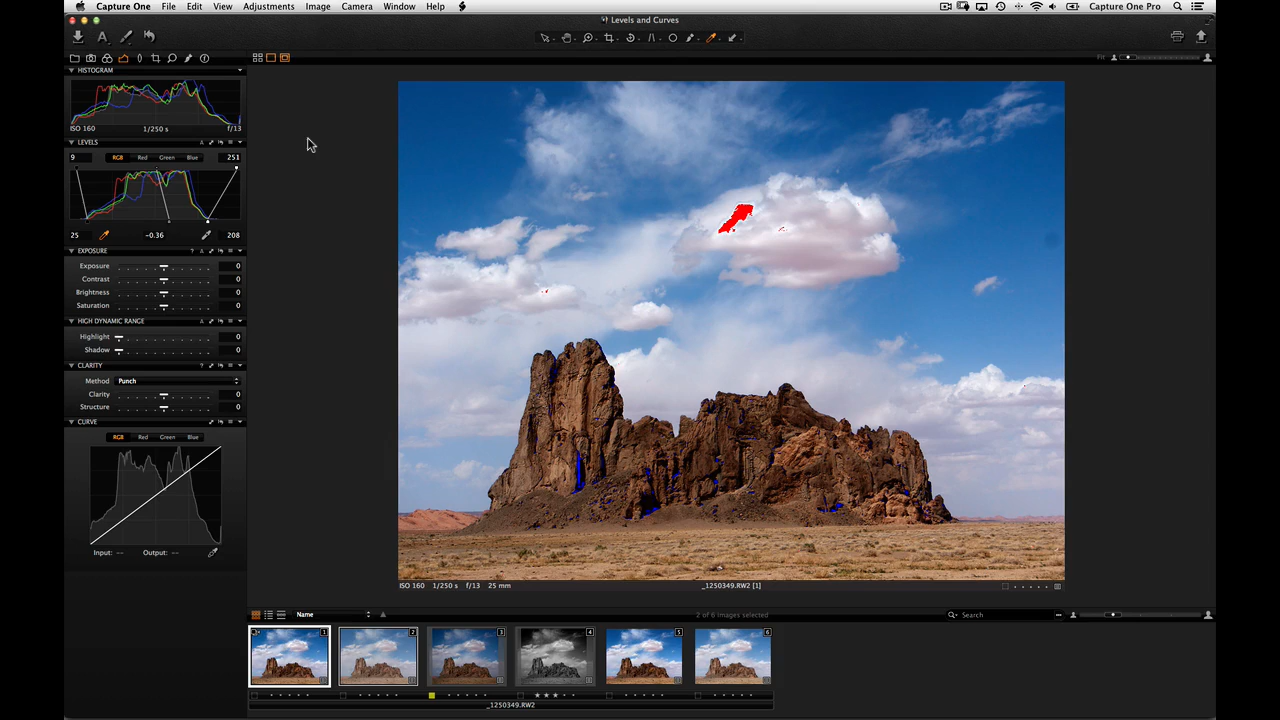 Capture One File Edit View Adjustments Image Camera Window Help Capture One Pro
Levels and Curves
Fit
HISTOGRAM
ISO 160 1/250 s f/13
LEVELS
9 RGB Red Green Blue 251
25 -0.36 208
EXPOSURE
Exposure 0
Contrast 0
Brightness 0
Saturation 0
HIGH DYNAMIC RANGE
Highlight 0
Shadow 0
CLARITY
Method Punch
Clarity 0
Structure 0
CURVE
RGB Red Green Blue
Input: -- Output: --
ISO 160 1/250 s f/13 25 mm _1250349.RW2 [1]
Name 2 of 6 images selected Search
1 2 3 4 5 6
_1250349.RW2